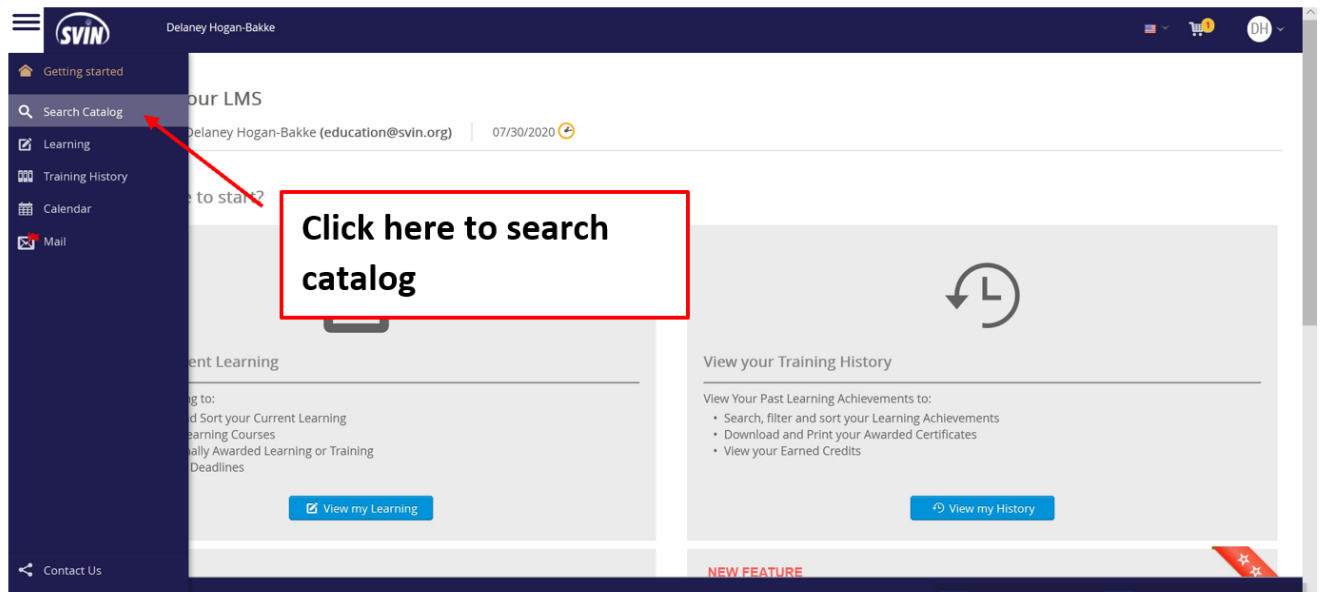 SVIN
Delaney Hogan-Bakke
1
DH
Getting started
Search Catalog
Learning
Training History
Calendar
Mail
Contact Us
our LMS
Delaney Hogan-Bakke (education@svin.org)
07/30/2020
to start?
Click here to search
catalog
ent Learning
g to:
d Sort your Current Learning
earning Courses
nally Awarded Learning or Training
Deadlines
View my Learning
View your Training History
View Your Past Learning Achievements to:
• Search, filter and sort your Learning Achievements
• Download and Print your Awarded Certificates
• View your Earned Credits
View my History
NEW FEATURE